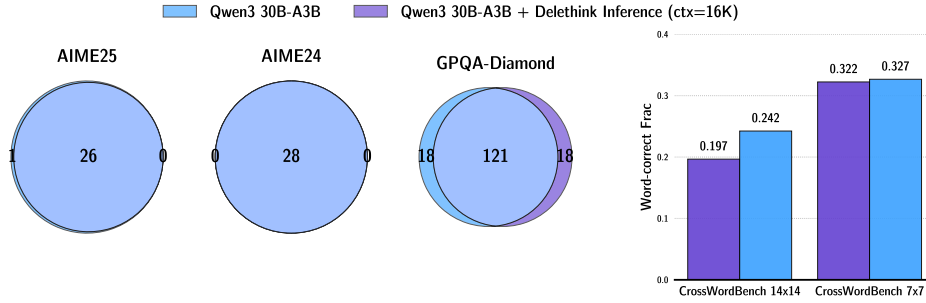 Qwen3 30B-A3B
Qwen3 30B-A3B + Delethink Inference (ctx=16K)
AIME25
1
26
0
AIME24
0
28
0
GPQA-Diamond
18
121
18
Word-correct Frac
0.4
0.3
0.2
0.1
0.0
0.197
0.242
0.322
0.327
CrossWordBench 14x14
CrossWordBench 7x7